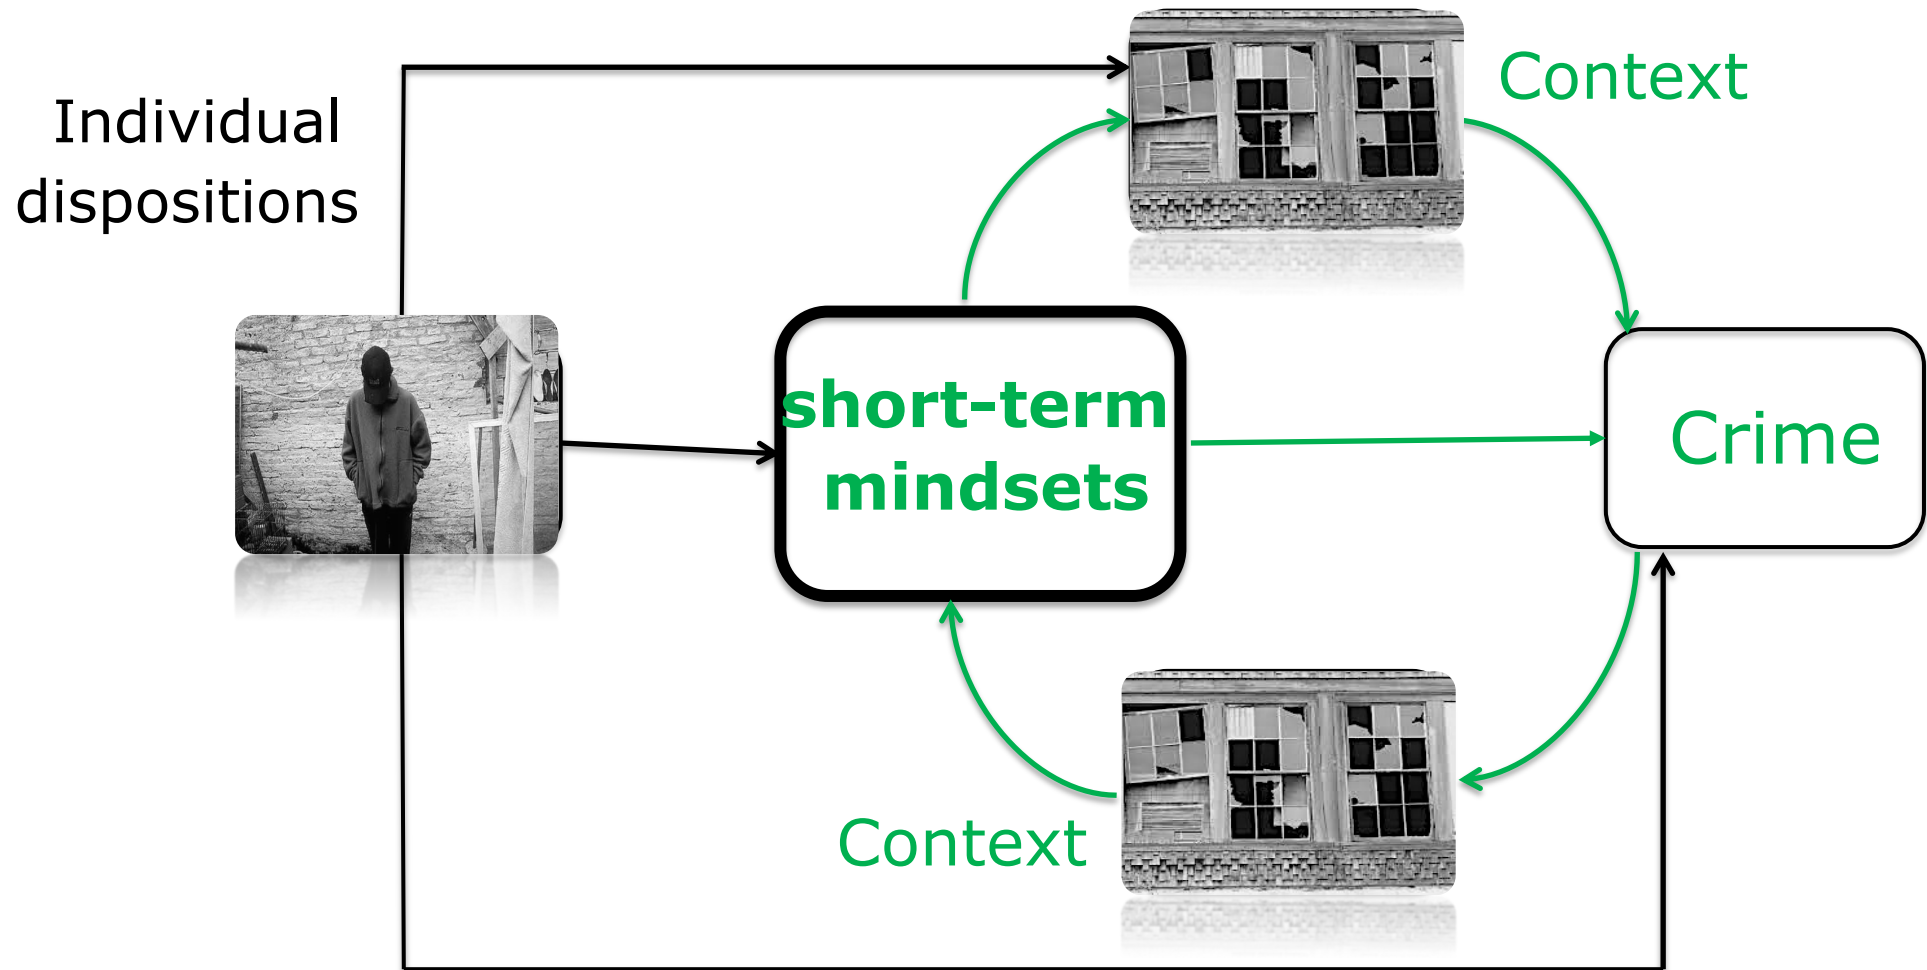 Individual
dispositions
Context
short-term
mindsets
Crime
Context